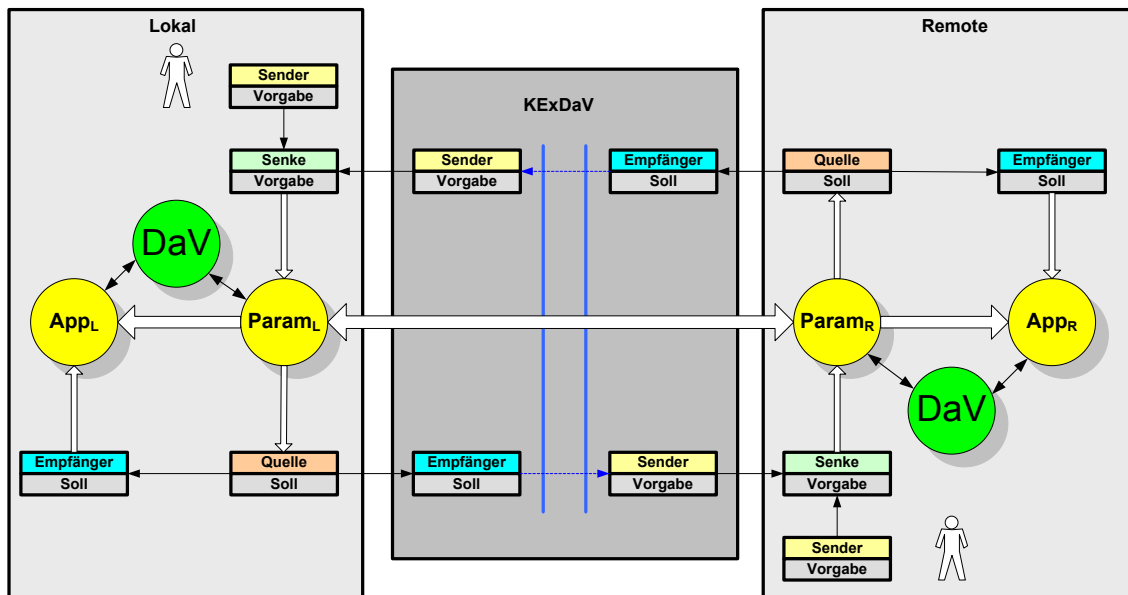 Lokal
Remote
KExDaV
Sender
Vorgabe
Senke
Vorgabe
Sender
Vorgabe
Empfänger
Soll
Quelle
Soll
Empfänger
Soll
DaV
AppL
ParamL
ParamR
AppR
DaV
Empfänger
Soll
Quelle
Soll
Empfänger
Soll
Sender
Vorgabe
Senke
Vorgabe
Sender
Vorgabe